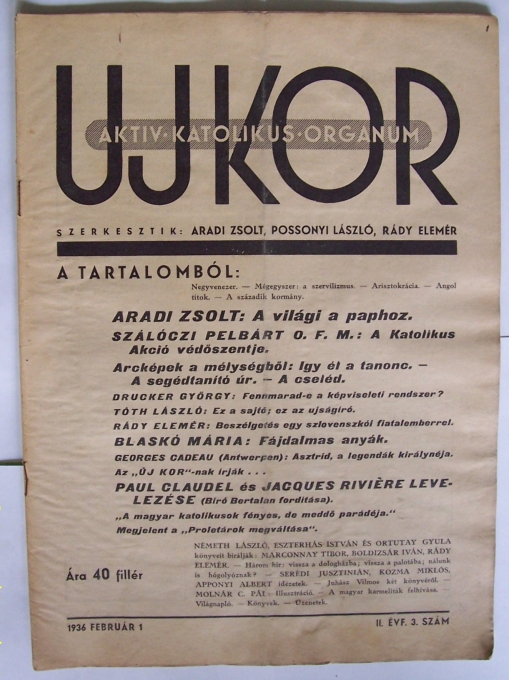 UJ KOR
AKTIV·KATOLIKUS·ORGANUM
SZERKESZTIK: ARADI ZSOLT, POSSONYI LÁSZLÓ, RÁDY ELEMÉR
A TARTALOMBÓL:
Negyvenezer. — Mégegyszer: a szervilizmus. — Arisztokrácia. — Angol
titok. — A századik kormány.
ARADI ZSOLT: A világi a paphoz.
SZÁLÓCZI PELBÁRT O. F. M.: A Katolikus
Akció védőszentje.
Arcképek a mélységből: Igy él a tanonc. —
A segédtanító úr. — A cseléd.
DRUCKER GYÖRGY: Fennmarad-e a képviseleti rendszer?
TÓTH LÁSZLÓ: Ez a sajtó; ez az ujságíró.
RÁDY ELEMÉR: Beszélgetés egy szlovenszkói fiatalemberrel.
BLASKÓ MÁRIA: Fájdalmas anyák.
GEORGES CADEAU (Antwerpen): Asztrid, a legendák királynéja.
Az „ÚJ KOR"-nak írják . . .
PAUL CLAUDEL és JACQUES RIVIÈRE LEVE-
LEZÉSE (Bíró Bertalan fordítása).
„A magyar katolikusok fényes, de meddő parádéja."
Megjelent a „Proletárok megváltása".
NÉMETH LÁSZLÓ, ESZTERHÁS ISTVÁN ÉS ORTUTAY GYULA
könyveit bírálják: MARCONNAY TIBOR, BOLDIZSÁR IVÁN, RÁDY
ELEMÉR. — Három hír: vissza a dologházba; vissza a palotába; nálunk
is húgolyóznak? — SERÉDI JUSZTINIÁN, KOZMA MIKLÓS,
APPONYI ALBERT idézetek. — Juhász Vilmos két könyvéről.
MOLNÁR C. PÁL: Illusztráció. — A magyar karmeliták felhívása. —
Világnapló. — Könyvek. — Üzenetek.
Ára 40 fillér
1936 FEBRUÁR 1
II. ÉVF. 3. SZÁM